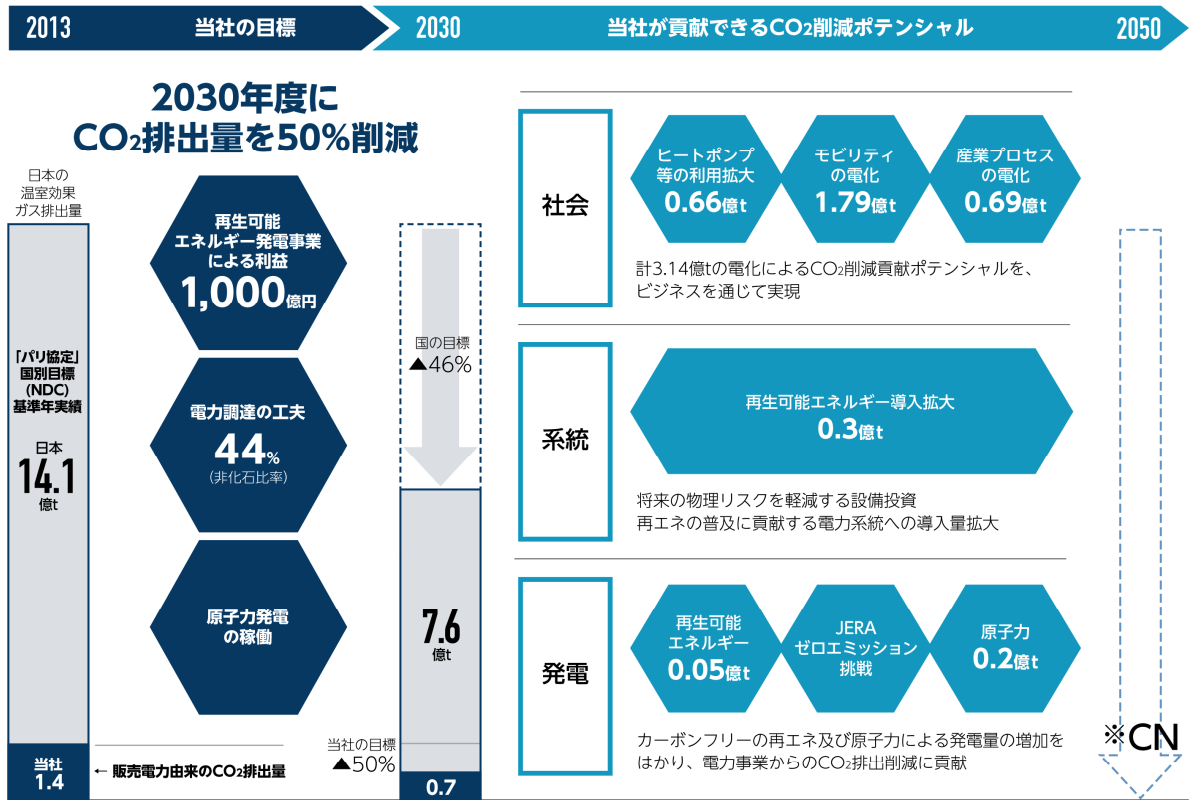 2013
当社の目標
2030
当社が貢献できるCO2削減ポテンシャル
2050
2030年度に
CO2排出量を50%削減
日本の
温室効果
ガス排出量
「パリ協定」
国別目標
(NDC)
基準年実績
日本
14.1
億t
当社
1.4
← 販売電力由来のCO2排出量
再生可能
エネルギー発電事業
による利益
1,000億円
電力調達の工夫
44%
(非化石比率)
原子力発電
の稼働
国の目標
▲46%
7.6
億t
当社の目標
▲50%
0.7
社会
ヒートポンプ
等の利用拡大
0.66億t
モビリティ
の電化
1.79億t
産業プロセス
の電化
0.69億t
計3.14億tの電化によるCO2削減貢献ポテンシャルを、
ビジネスを通じて実現
系統
再生可能エネルギー導入拡大
0.3億t
将来の物理リスクを軽減する設備投資
再エネの普及に貢献する電力系統への導入量拡大
発電
再生可能
エネルギー
0.05億t
JERA
ゼロエミッション
挑戦
原子力
0.2億t
カーボンフリーの再エネ及び原子力による発電量の増加を
はかり、電力事業からのCO2排出削減に貢献
※CN